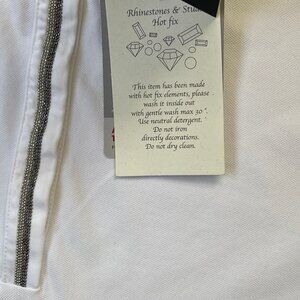 Rhinestones & Studs
Hot fix
This item has been made
with hot fix elements, please
wash it inside out
with gentle wash max 30 °.
Use neutral detergent.
Do not iron
directly decorations.
Do not dry clean.